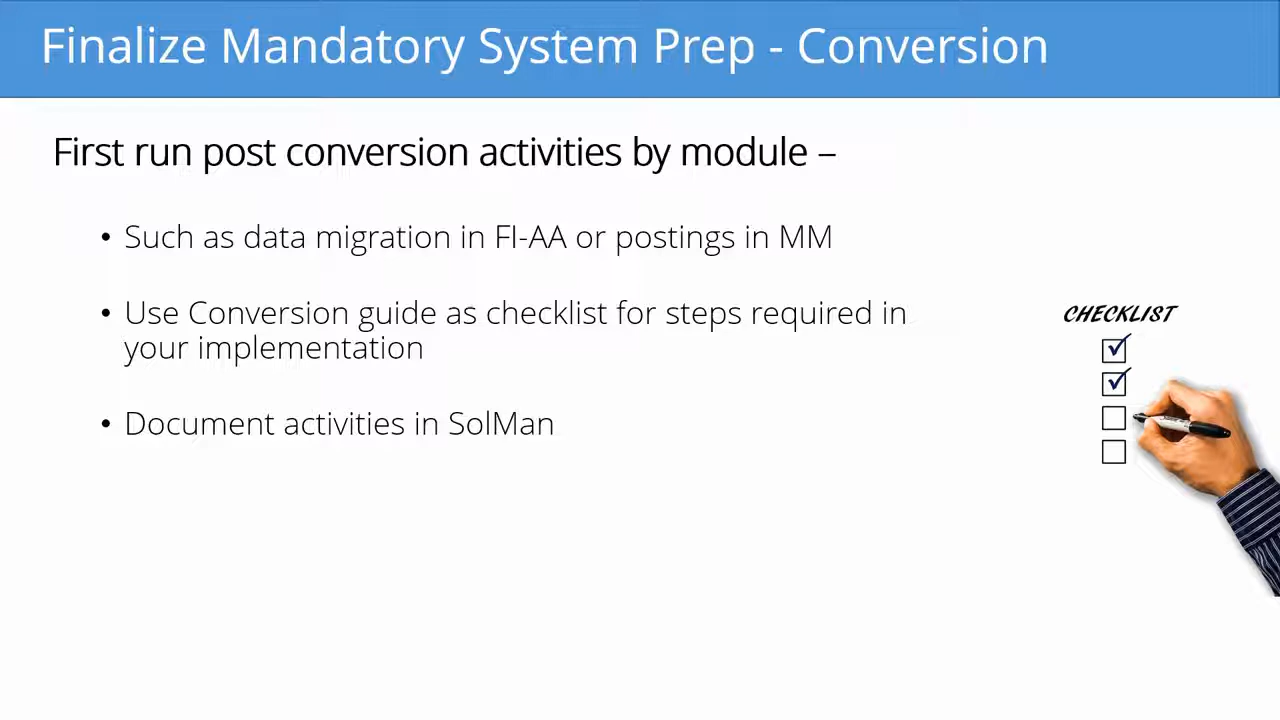 Finalize Mandatory System Prep - Conversion
First run post conversion activities by module –
• Such as data migration in FI-AA or postings in MM
• Use Conversion guide as checklist for steps required in
your implementation
CHECKLIST
• Document activities in SolMan